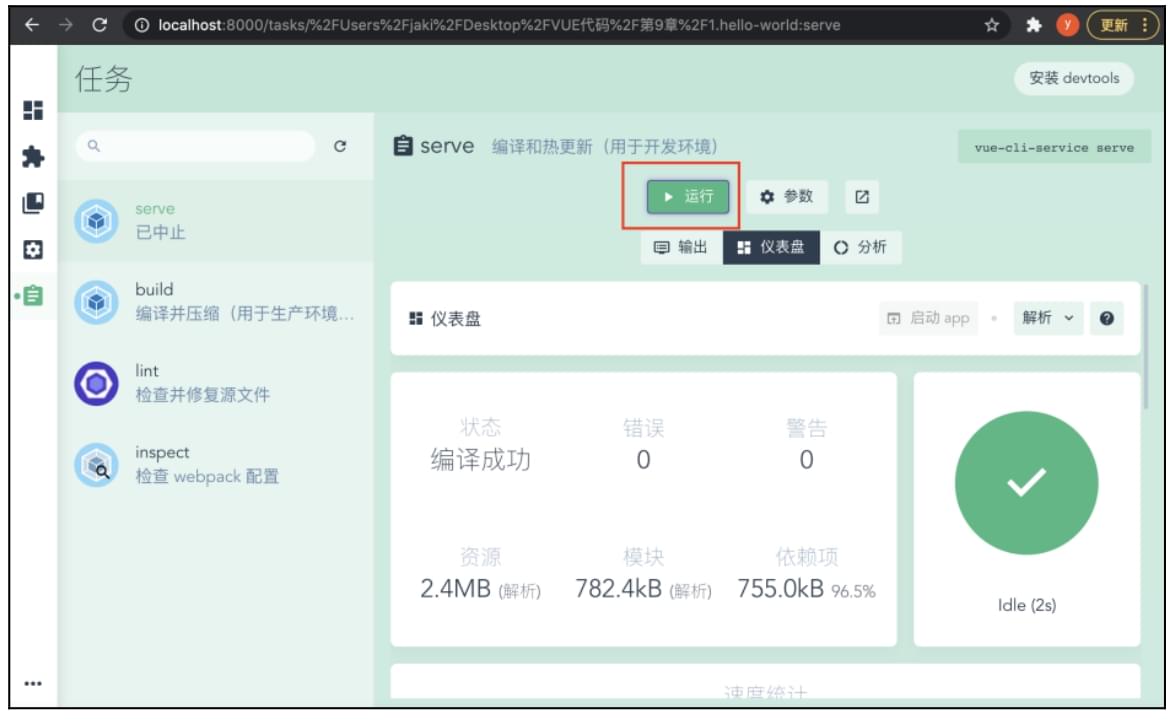 localhost:8000/tasks/%2FUsers%2Fjaki%2FDesktop%2FVUE代码%2F第9章%2F1.hello-world:serve
y
更新
任务
安装 devtools
serve
已中止
build
编译并压缩（用于生产环境…
lint
检查并修复源文件
inspect
检查 webpack 配置
serve 编译和热更新（用于开发环境）
vue-cli-service serve
运行
参数
输出
仪表盘
分析
仪表盘
启动 app
解析
状态 错误 警告
编译成功 0 0
资源 模块 依赖项
2.4MB (解析) 782.4kB (解析) 755.0kB 96.5%
Idle (2s)
速度统计